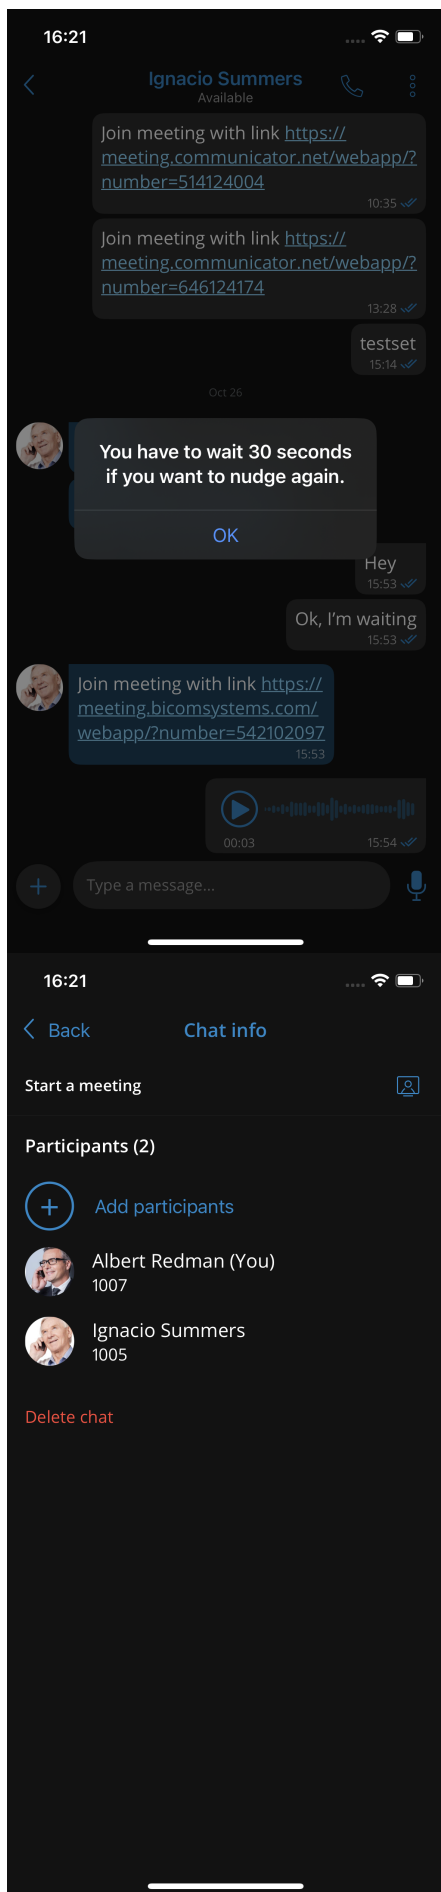 16:21
Ignacio Summers
Available
Join meeting with link https://
meeting.communicator.net/webapp/?
number=514124004
10:35
Join meeting with link https://
meeting.communicator.net/webapp/?
number=646124174
13:28
testset
15:14
Oct 26
You have to wait 30 seconds
if you want to nudge again.
OK
Hey
15:53
Ok, I'm waiting
15:53
Join meeting with link https://
meeting.bicomsystems.com/
webapp/?number=542102097
15:53
00:03
15:54
Type a message...
16:21
Back
Chat info
Start a meeting
Participants (2)
Add participants
Albert Redman (You)
1007
Ignacio Summers
1005
Delete chat